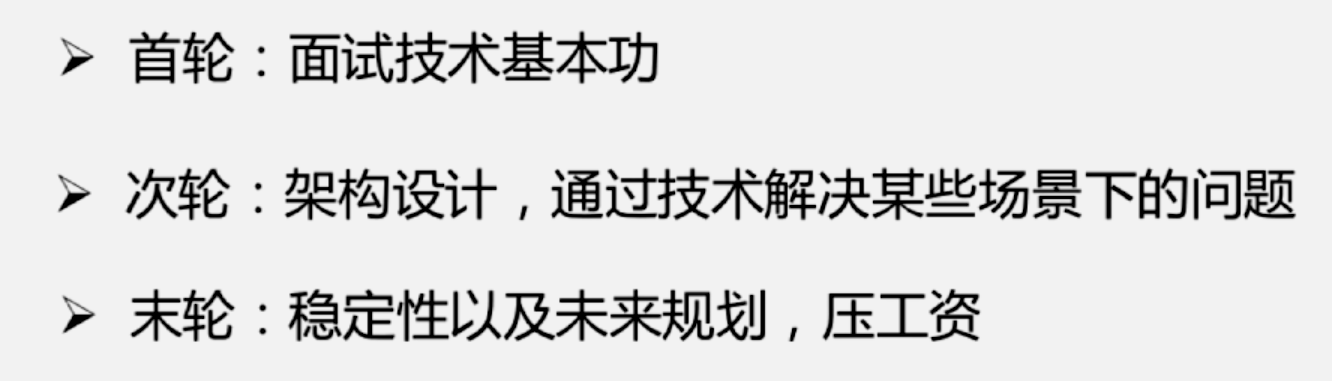 ➢ 首轮：面试技术基本功
➢ 次轮：架构设计，通过技术解决某些场景下的问题
➢ 末轮：稳定性以及未来规划，压工资